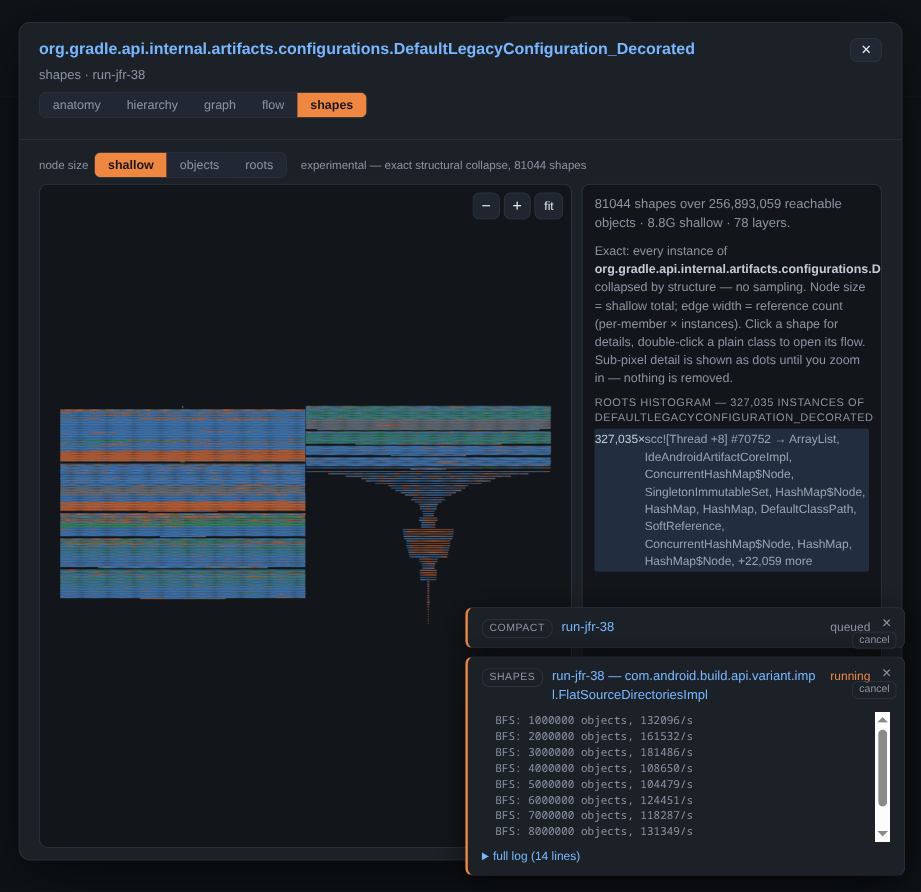 org.gradle.api.internal.artifacts.configurations.DefaultLegacyConfiguration_Decorated
✕
shapes · run-jfr-38
anatomy hierarchy graph flow shapes
node size shallow objects roots experimental — exact structural collapse, 81044 shapes
− + fit
81044 shapes over 256,893,059 reachable
objects · 8.8G shallow · 78 layers.
Exact: every instance of
org.gradle.api.internal.artifacts.configurations.D
collapsed by structure — no sampling. Node size
= shallow total; edge width = reference count
(per-member × instances). Click a shape for
details, double-click a plain class to open its flow.
Sub-pixel detail is shown as dots until you zoom
in — nothing is removed.
ROOTS HISTOGRAM — 327,035 INSTANCES OF
DEFAULTLEGACYCONFIGURATION_DECORATED
327,035×scc![Thread +8] #70752 → ArrayList,
IdeAndroidArtifactCoreImpl,
ConcurrentHashMap$Node,
SingletonImmutableSet, HashMap$Node,
HashMap, HashMap, DefaultClassPath,
SoftReference,
ConcurrentHashMap$Node, HashMap,
HashMap$Node, +22,059 more
COMPACT run-jfr-38 queued ✕
cancel
SHAPES run-jfr-38 — com.android.build.api.variant.imp running ✕
l.FlatSourceDirectoriesImpl cancel
BFS: 1000000 objects, 132096/s
BFS: 2000000 objects, 161532/s
BFS: 3000000 objects, 181486/s
BFS: 4000000 objects, 108650/s
BFS: 5000000 objects, 104479/s
BFS: 6000000 objects, 124451/s
BFS: 7000000 objects, 118287/s
BFS: 8000000 objects, 131349/s
▶ full log (14 lines)